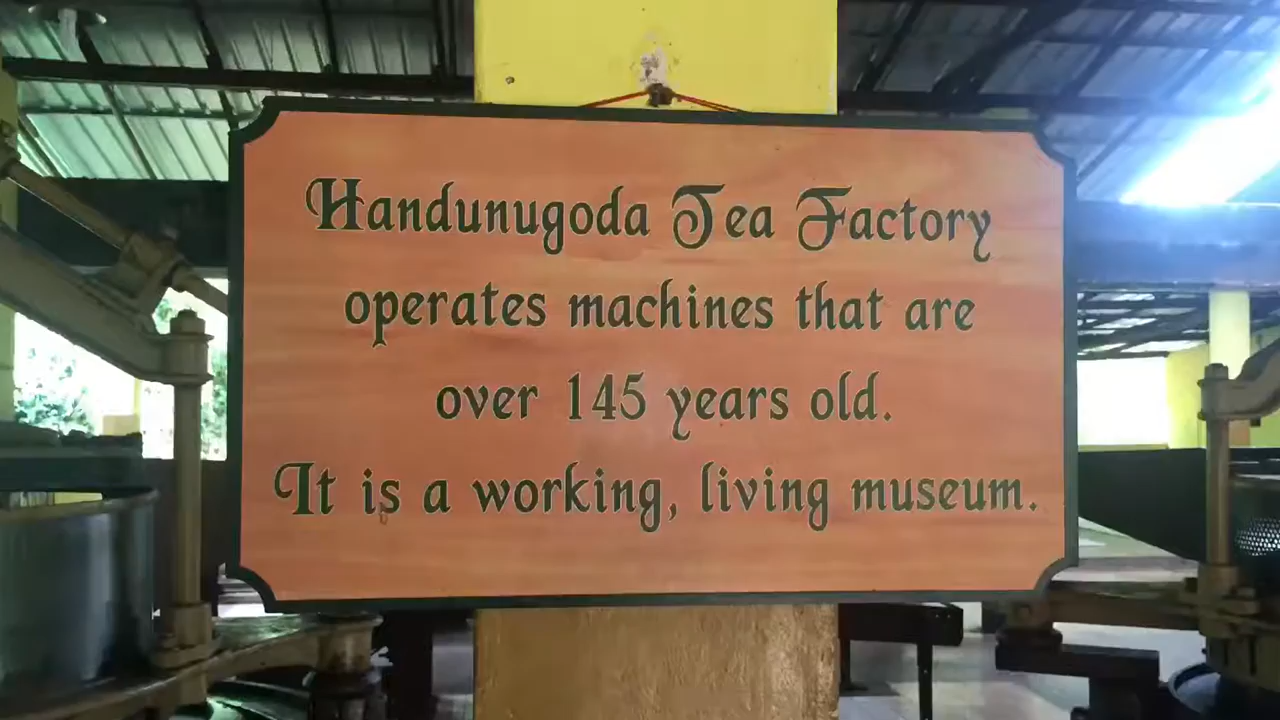 Handunugoda Tea Factory
operates machines that are
over 145 years old.
It is a working, living museum.